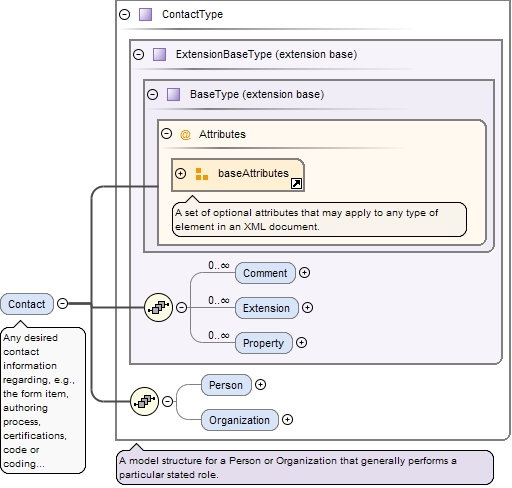 ContactType
ExtensionBaseType (extension base)
BaseType (extension base)
@ Attributes
baseAttributes
A set of optional attributes that may apply to any type of
element in an XML document.
0..∞
Comment
0..∞
Extension
0..∞
Property
Contact
Any desired
contact
information
regarding, e.g.,
the form item,
authoring
process,
certifications,
code or
coding...
Person
Organization
A model structure for a Person or Organization that generally performs a
particular stated role.